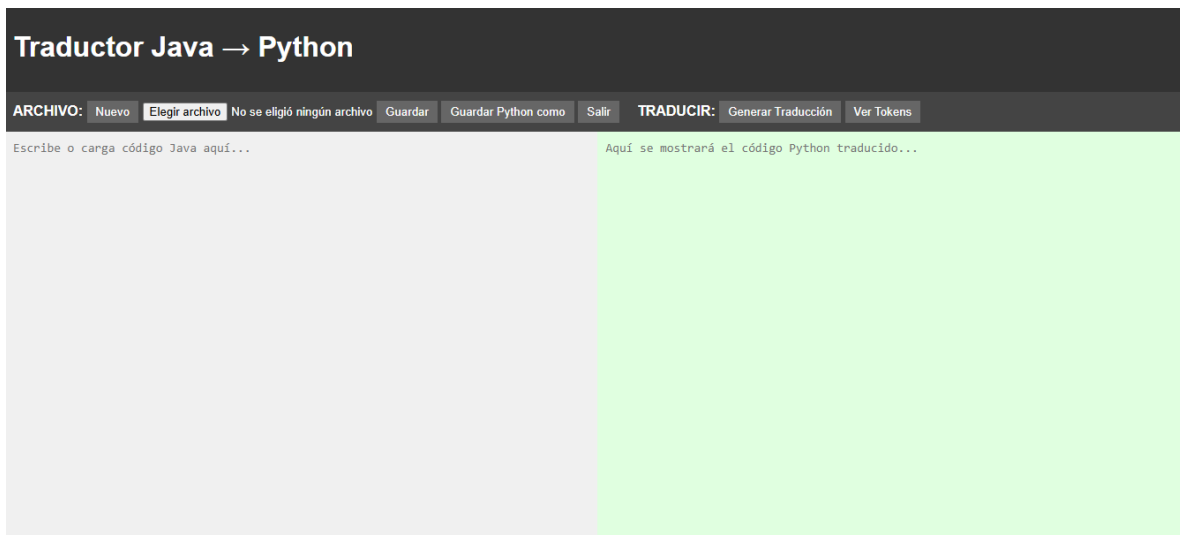 Traductor Java → Python
ARCHIVO: Nuevo Elegir archivo No se eligió ningún archivo Guardar Guardar Python como Salir TRADUCIR: Generar Traducción Ver Tokens
Escribe o carga código Java aquí...
Aquí se mostrará el código Python traducido...